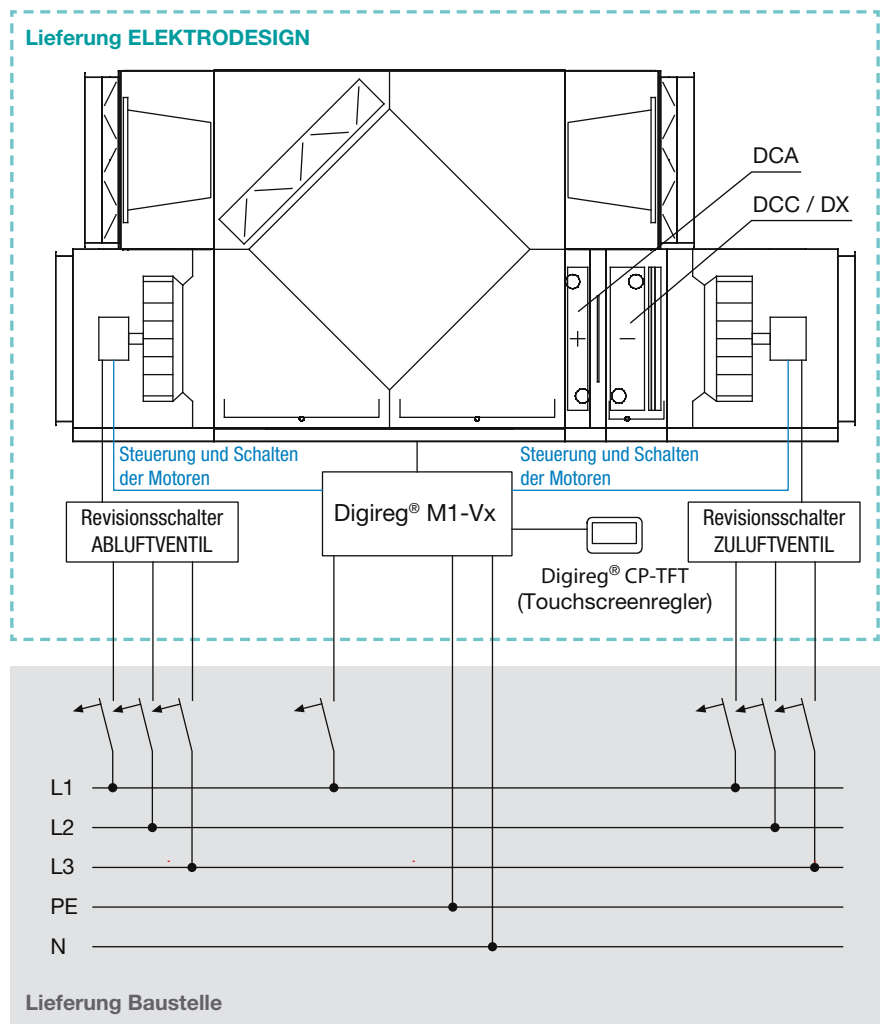 Lieferung ELEKTRODESIGN
DCA
DCC / DX
+
−
Steuerung und Schalten
der Motoren
Steuerung und Schalten
der Motoren
Revisionsschalter
ABLUFTVENTIL
Digireg® M1-Vx
Revisionsschalter
ZULUFTVENTIL
Digireg® CP-TFT
(Touchscreenregler)
L1
L2
L3
PE
N
Lieferung Baustelle